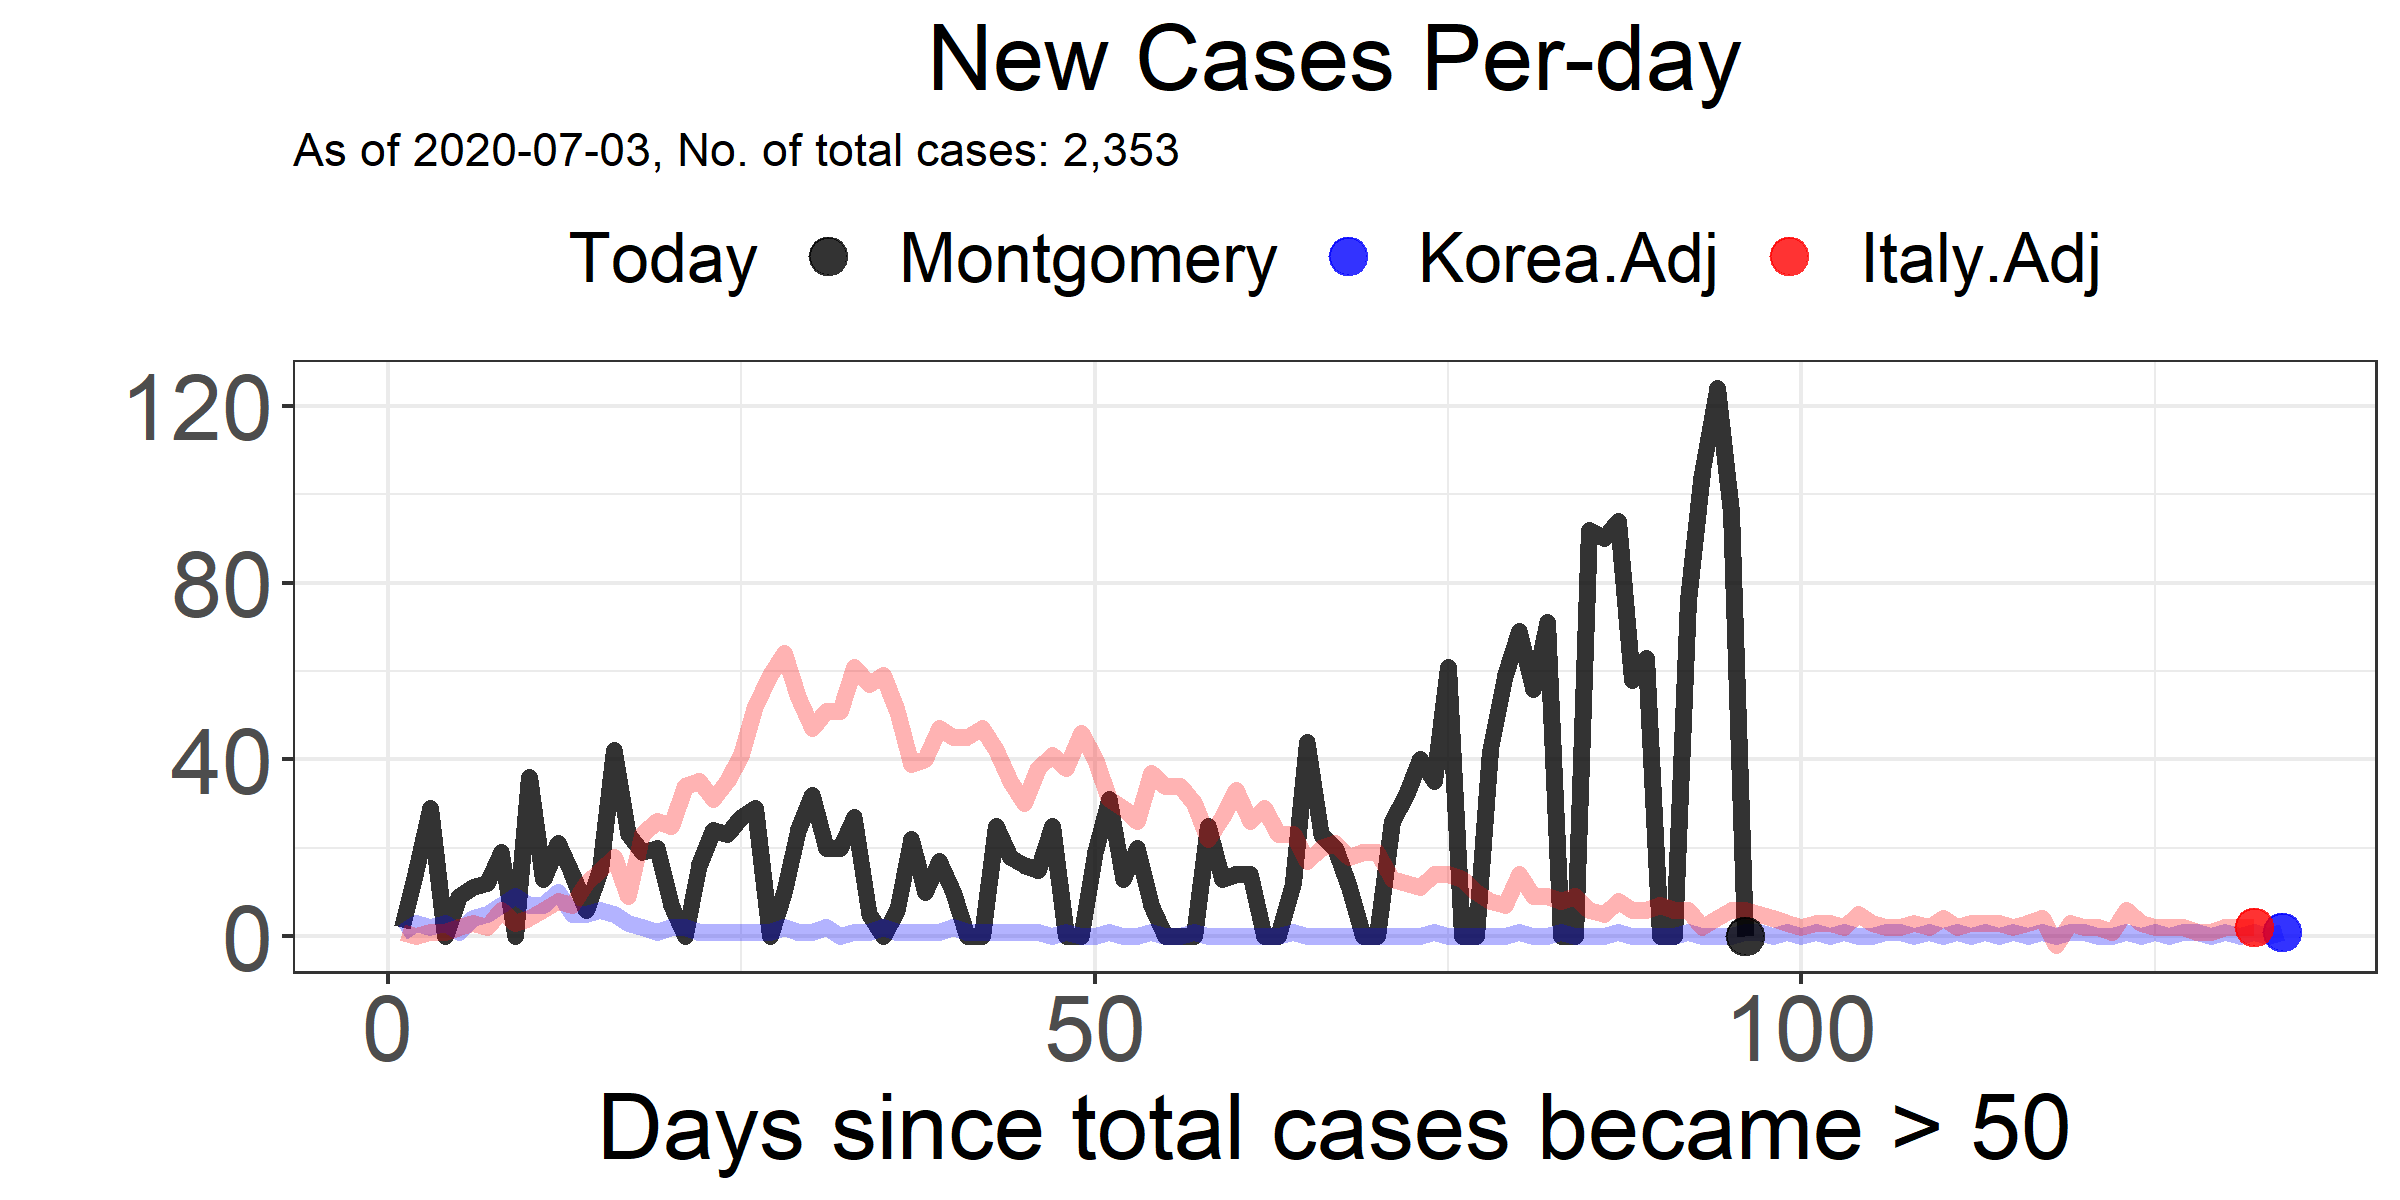 New Cases Per-day
As of 2020-07-03, No. of total cases: 2,353
Today Montgomery Korea.Adj Italy.Adj
120
80
40
0
0 50 100
Days since total cases became > 50